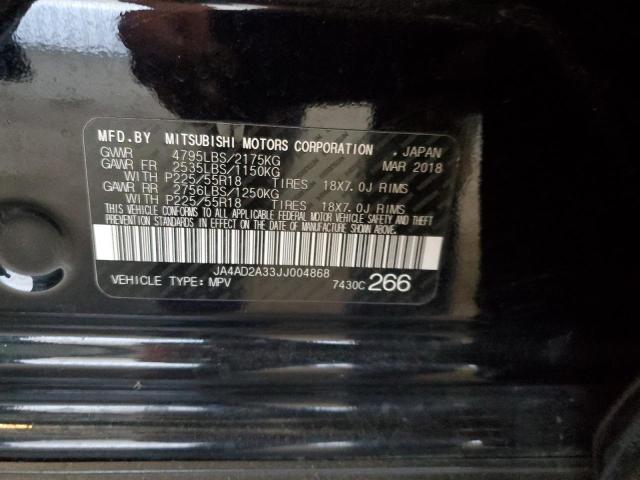 MFD.BY MITSUBISHI MOTORS CORPORATION . JAPAN
GVWR 4795LBS/2175KG MAR 2018
GAWR FR 2535LBS/1150KG
WITH P225/55R18 TIRES 18X7.0J RIMS
GAWR RR 2756LBS/1250KG
WITH P225/55R18 TIRES 18X7.0J RIMS
THIS VEHICLE CONFORMS TO ALL APPLICABLE FEDERAL MOTOR VEHICLE SAFETY AND THEFT
PREVENTION STANDARDS IN EFFECT ON THE DATE OF MANUFACTURE SHOWN ABOVE.
JA4AD2A33JJ004868
VEHICLE TYPE:MPV 7430C 266